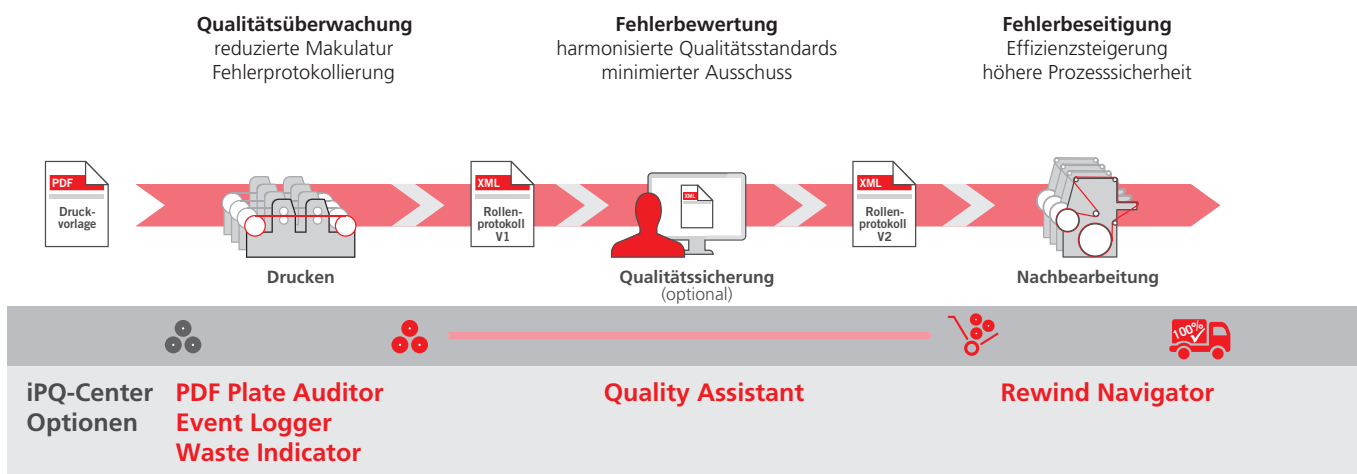 Qualitätsüberwachung
reduzierte Makulatur
Fehlerprotokollierung
Fehlerbewertung
harmonisierte Qualitätsstandards
minimierter Ausschuss
Fehlerbeseitigung
Effizienzsteigerung
höhere Prozesssicherheit
PDF
Druck-
vorlage
Drucken
XML
Rollen-
protokoll
V1
XML
Qualitätssicherung
(optional)
XML
Rollen-
protokoll
V2
Nachbearbeitung
100%
iPQ-Center
Optionen
PDF Plate Auditor
Event Logger
Waste Indicator
Quality Assistant
Rewind Navigator